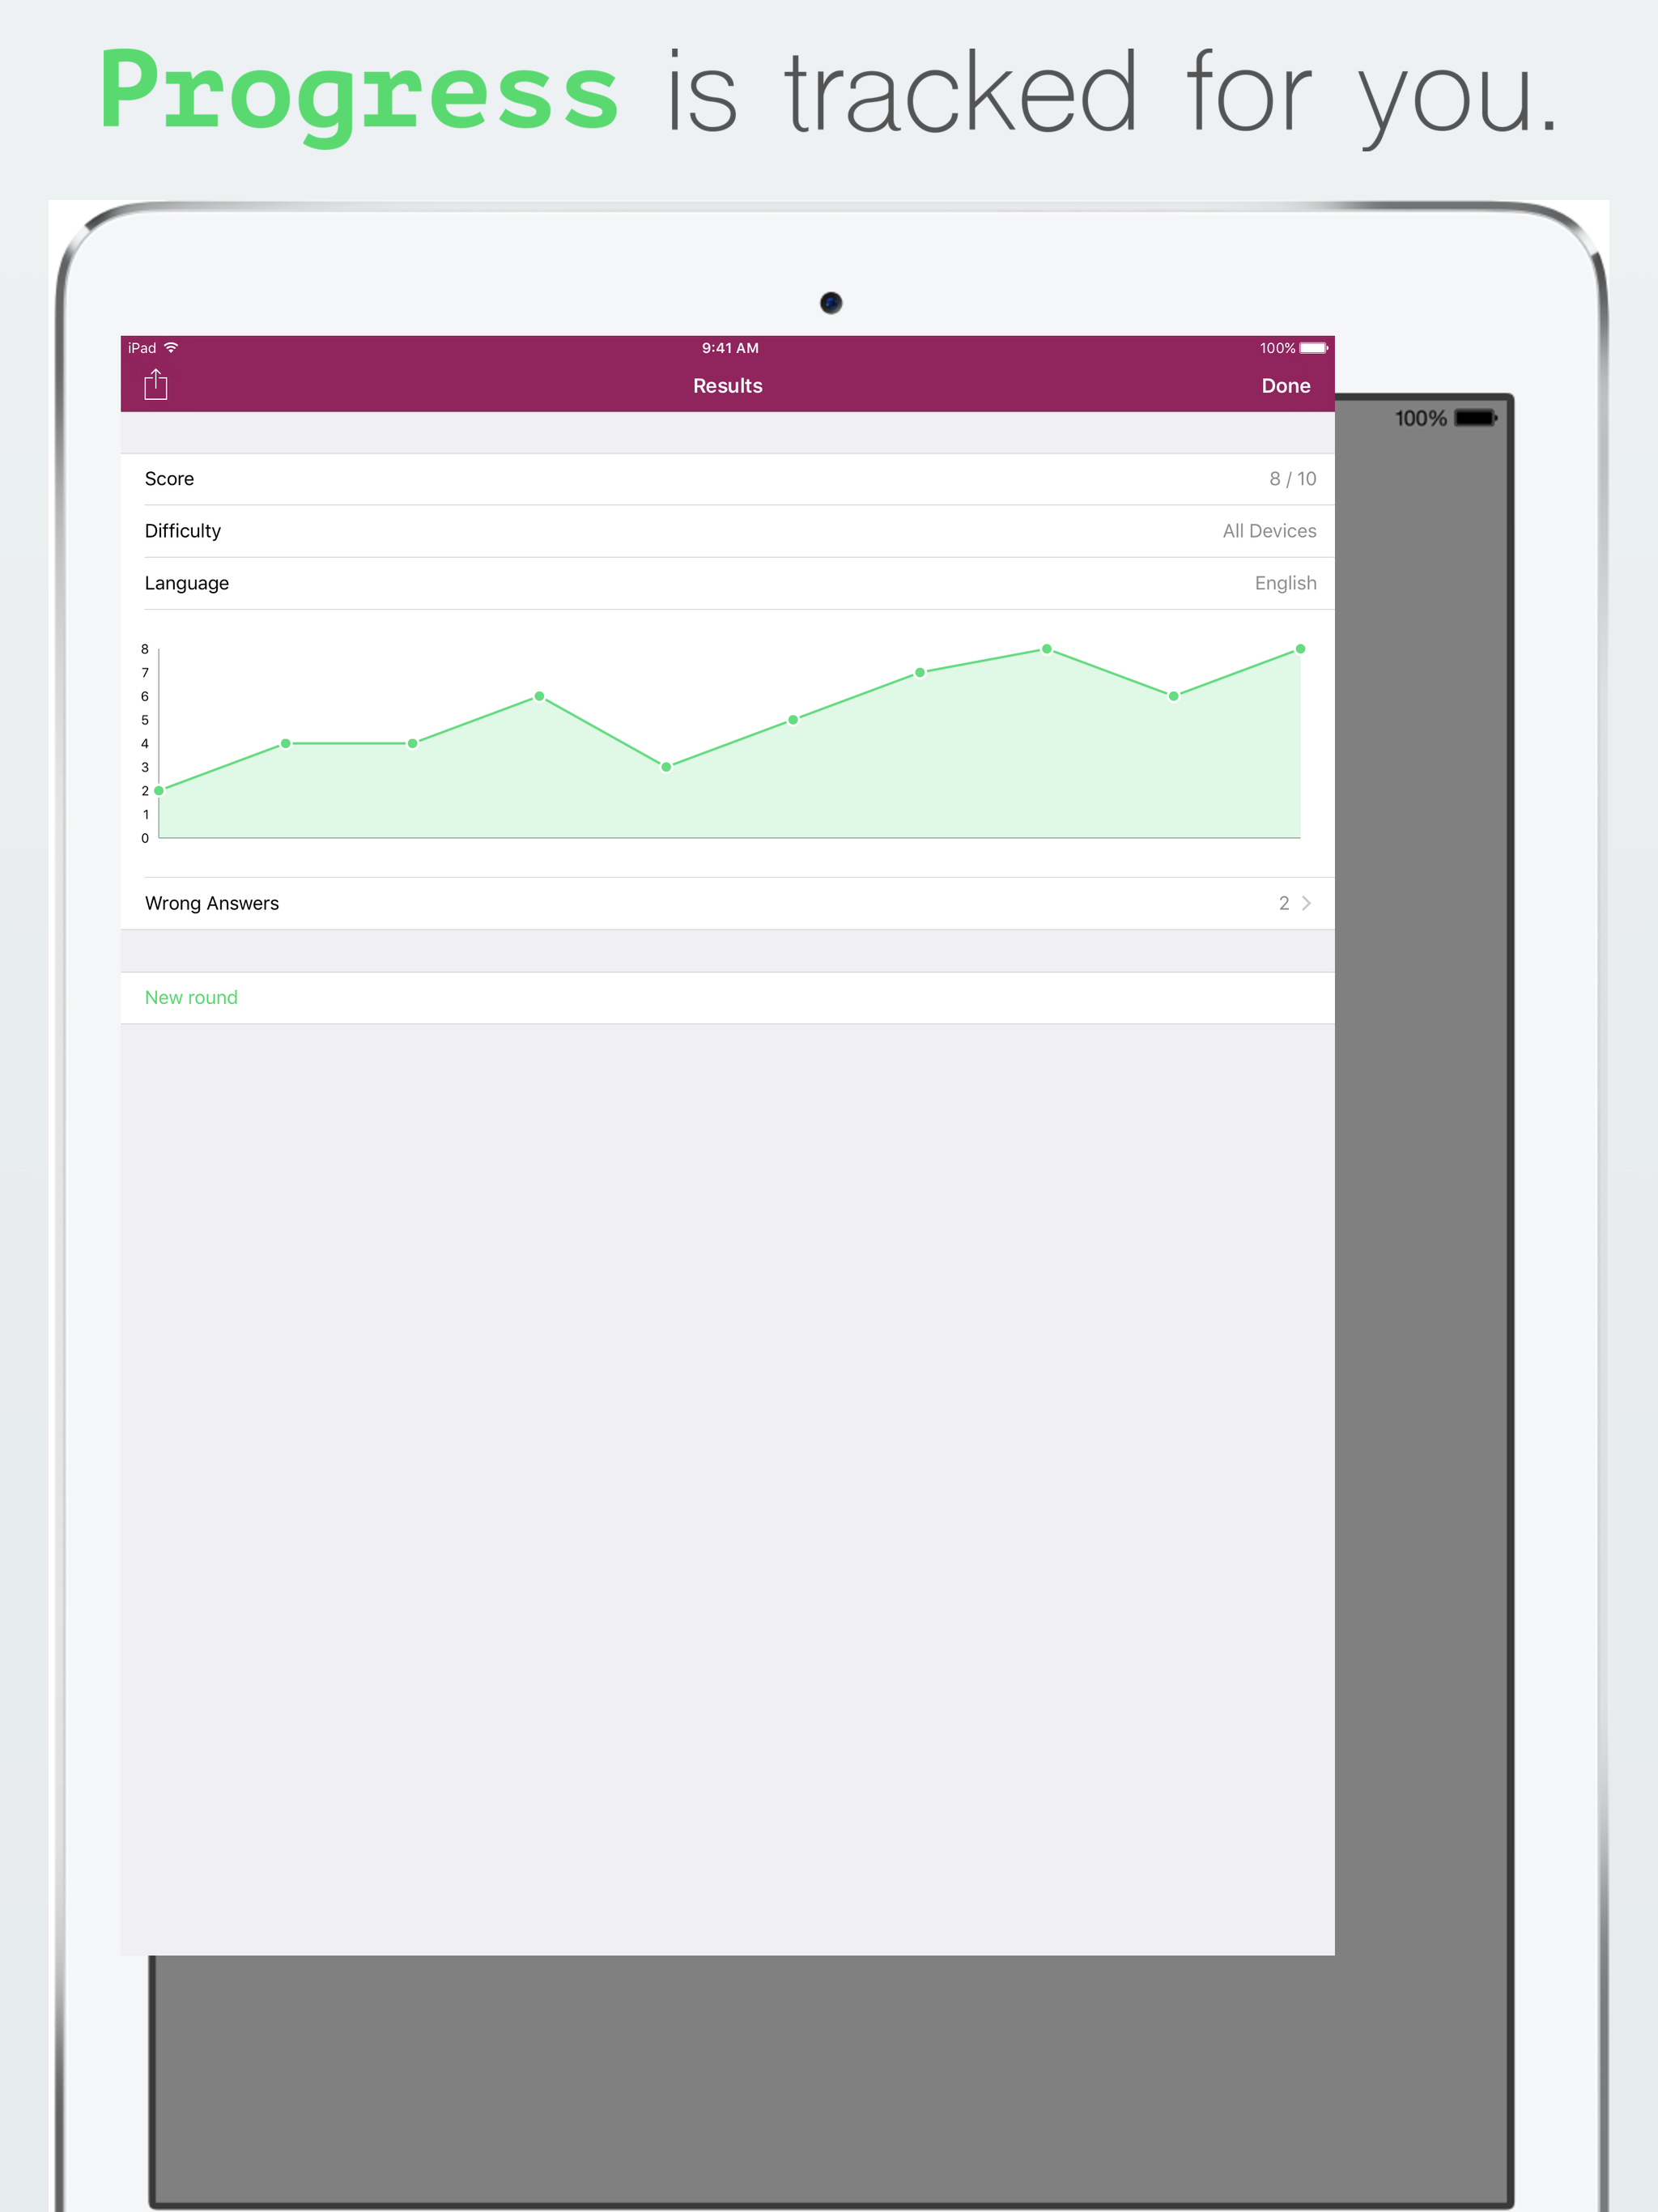 Progress is tracked for you.
iPad 9:41 AM 100%
Results Done
100%
Score 8 / 10
Difficulty All Devices
Language English
8
7
6
5
4
3
2
1
0
Wrong Answers 2
New round